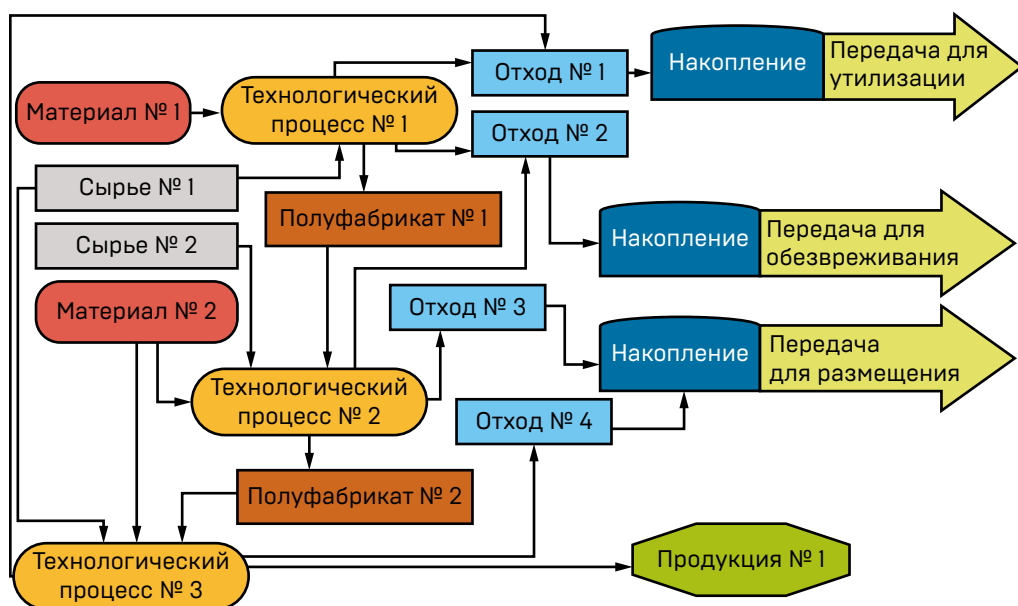 Отход № 1
Накопление
Передача для
утилизации
Материал № 1
Технологический
процесс № 1
Отход № 2
Сырье № 1
Полуфабрикат № 1
Сырье № 2
Накопление
Передача для
обезвреживания
Материал № 2
Отход № 3
Накопление
Передача
для размещения
Технологический
процесс № 2
Отход № 4
Полуфабрикат № 2
Технологический
процесс № 3
Продукция № 1